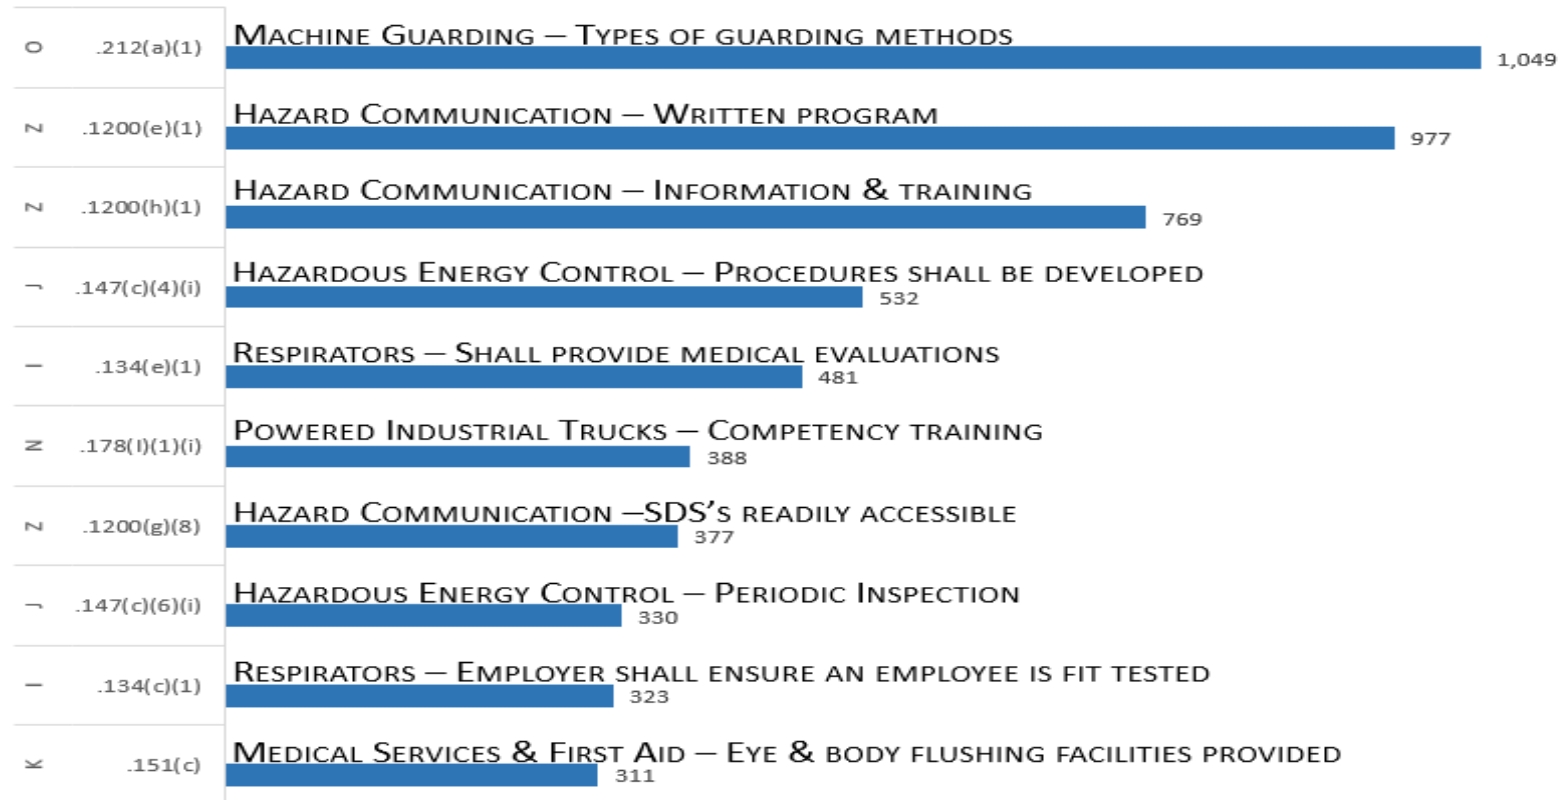 O .212(a)(1) Machine Guarding – Types of guarding methods 1,049
Z .1200(e)(1) Hazard Communication – Written program 977
Z .1200(h)(1) Hazard Communication – Information & training 769
J .147(c)(4)(i) Hazardous Energy Control – Procedures shall be developed 532
I .134(e)(1) Respirators – Shall provide medical evaluations 481
N .178(l)(1)(i) Powered Industrial Trucks – Competency training 388
Z .1200(g)(8) Hazard Communication –SDS’s readily accessible 377
J .147(c)(6)(i) Hazardous Energy Control – Periodic Inspection 330
I .134(c)(1) Respirators – Employer shall ensure an employee is fit tested 323
K .151(c) Medical Services & First Aid – Eye & body flushing facilities provided 311